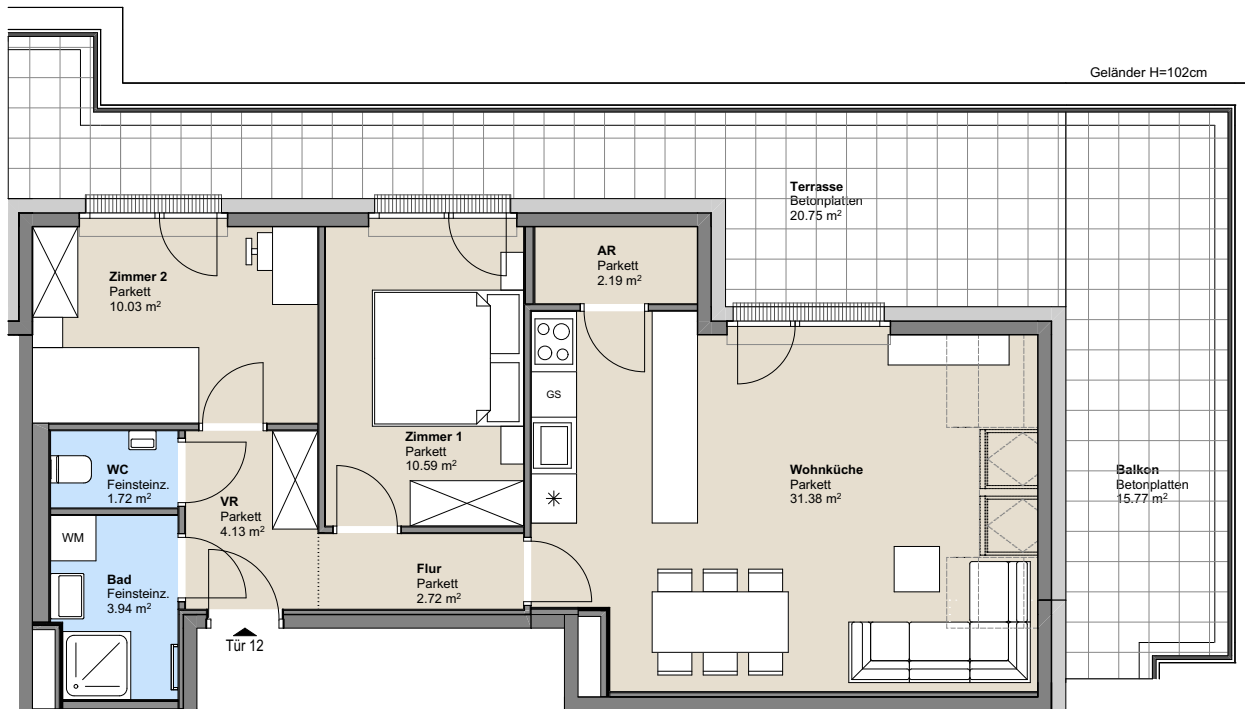 Geländer H=102cm
Terrasse
Betonplatten
20.75 m²
Zimmer 2
Parkett
10.03 m²
AR
Parkett
2.19 m²
GS
Zimmer 1
Parkett
10.59 m²
WC
Feinsteinz.
1.72 m²
VR
Parkett
4.13 m²
Wohnküche
Parkett
31.38 m²
Balkon
Betonplatten
15.77 m²
WM
Bad
Feinsteinz.
3.94 m²
Flur
Parkett
2.72 m²
Tür 12